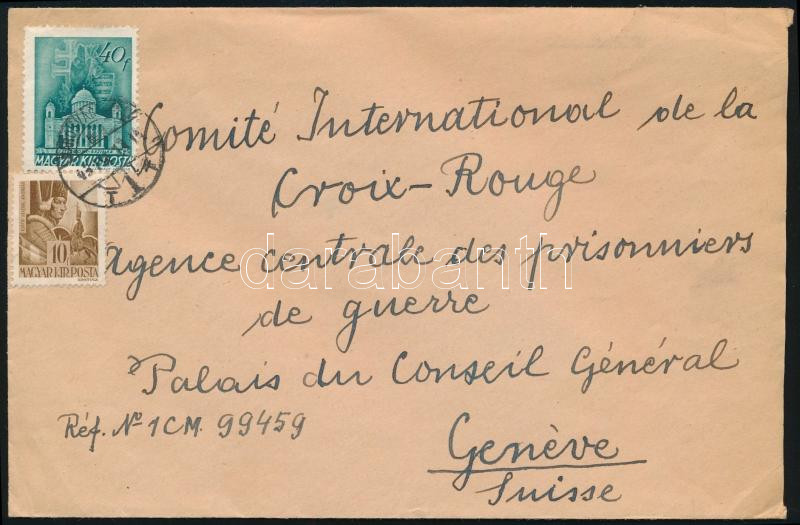 40f
MAGYAR KIR. POSTA
10
MAGYAR KIR. POSTA
Comité International de la
Croix-Rouge
Agence centrale des prisonniers
de guerre
Palais du Conseil Général
Réf. Nº 1CM. 99459
Genève
Suisse
darabanth